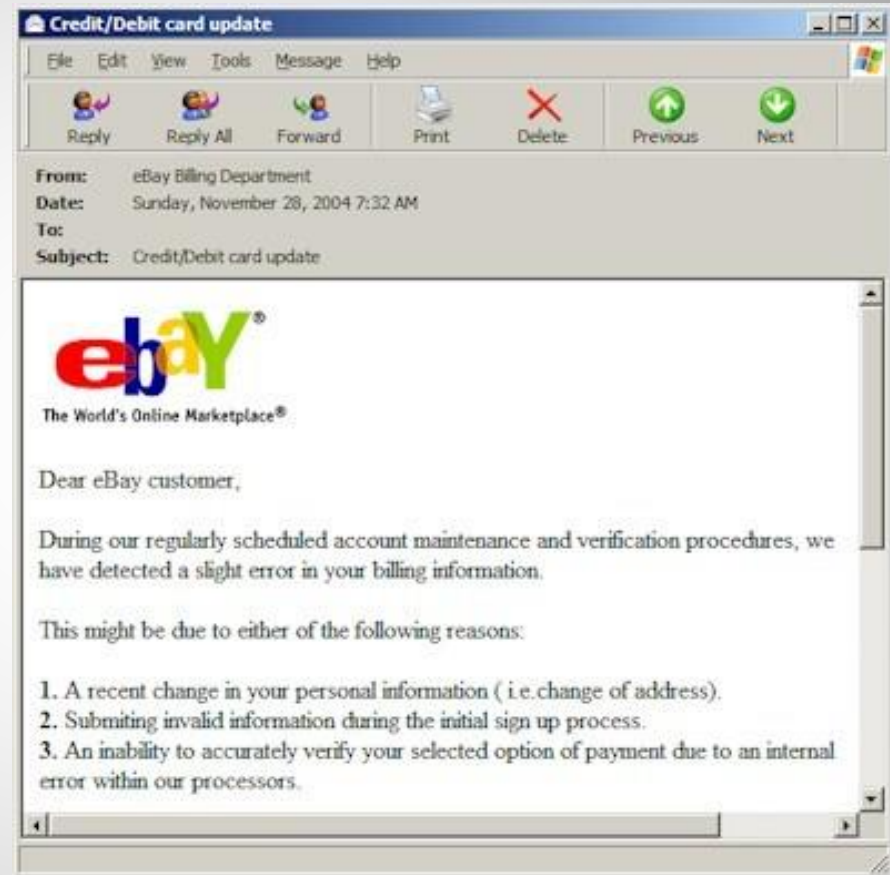 Credit/Debit card update
File Edit View Tools Message Help
Reply Reply All Forward Print Delete Previous Next
From: eBay Billing Department
Date: Sunday, November 28, 2004 7:32 AM
To:
Subject: Credit/Debit card update
ebaY®
The World's Online Marketplace®
Dear eBay customer,
During our regularly scheduled account maintenance and verification procedures, we
have detected a slight error in your billing information.
This might be due to either of the following reasons:
1. A recent change in your personal information ( i.e.change of address).
2. Submiting invalid information during the initial sign up process.
3. An inability to accurately verify your selected option of payment due to an internal
error within our processors.